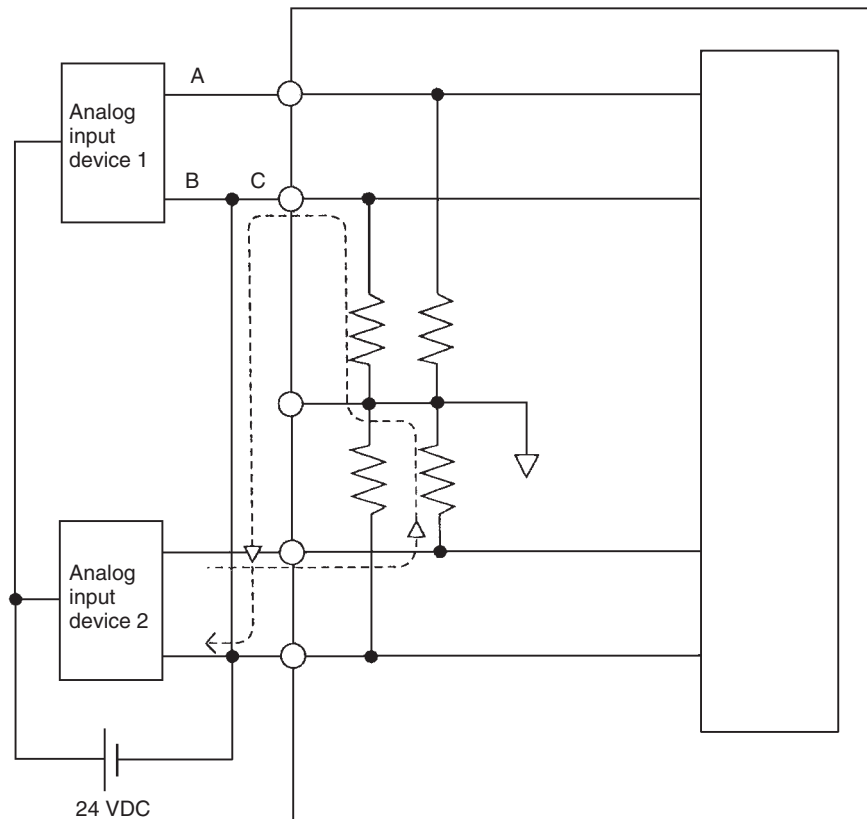 A
Analog
input
device 1
B C
Analog
input
device 2
24 VDC